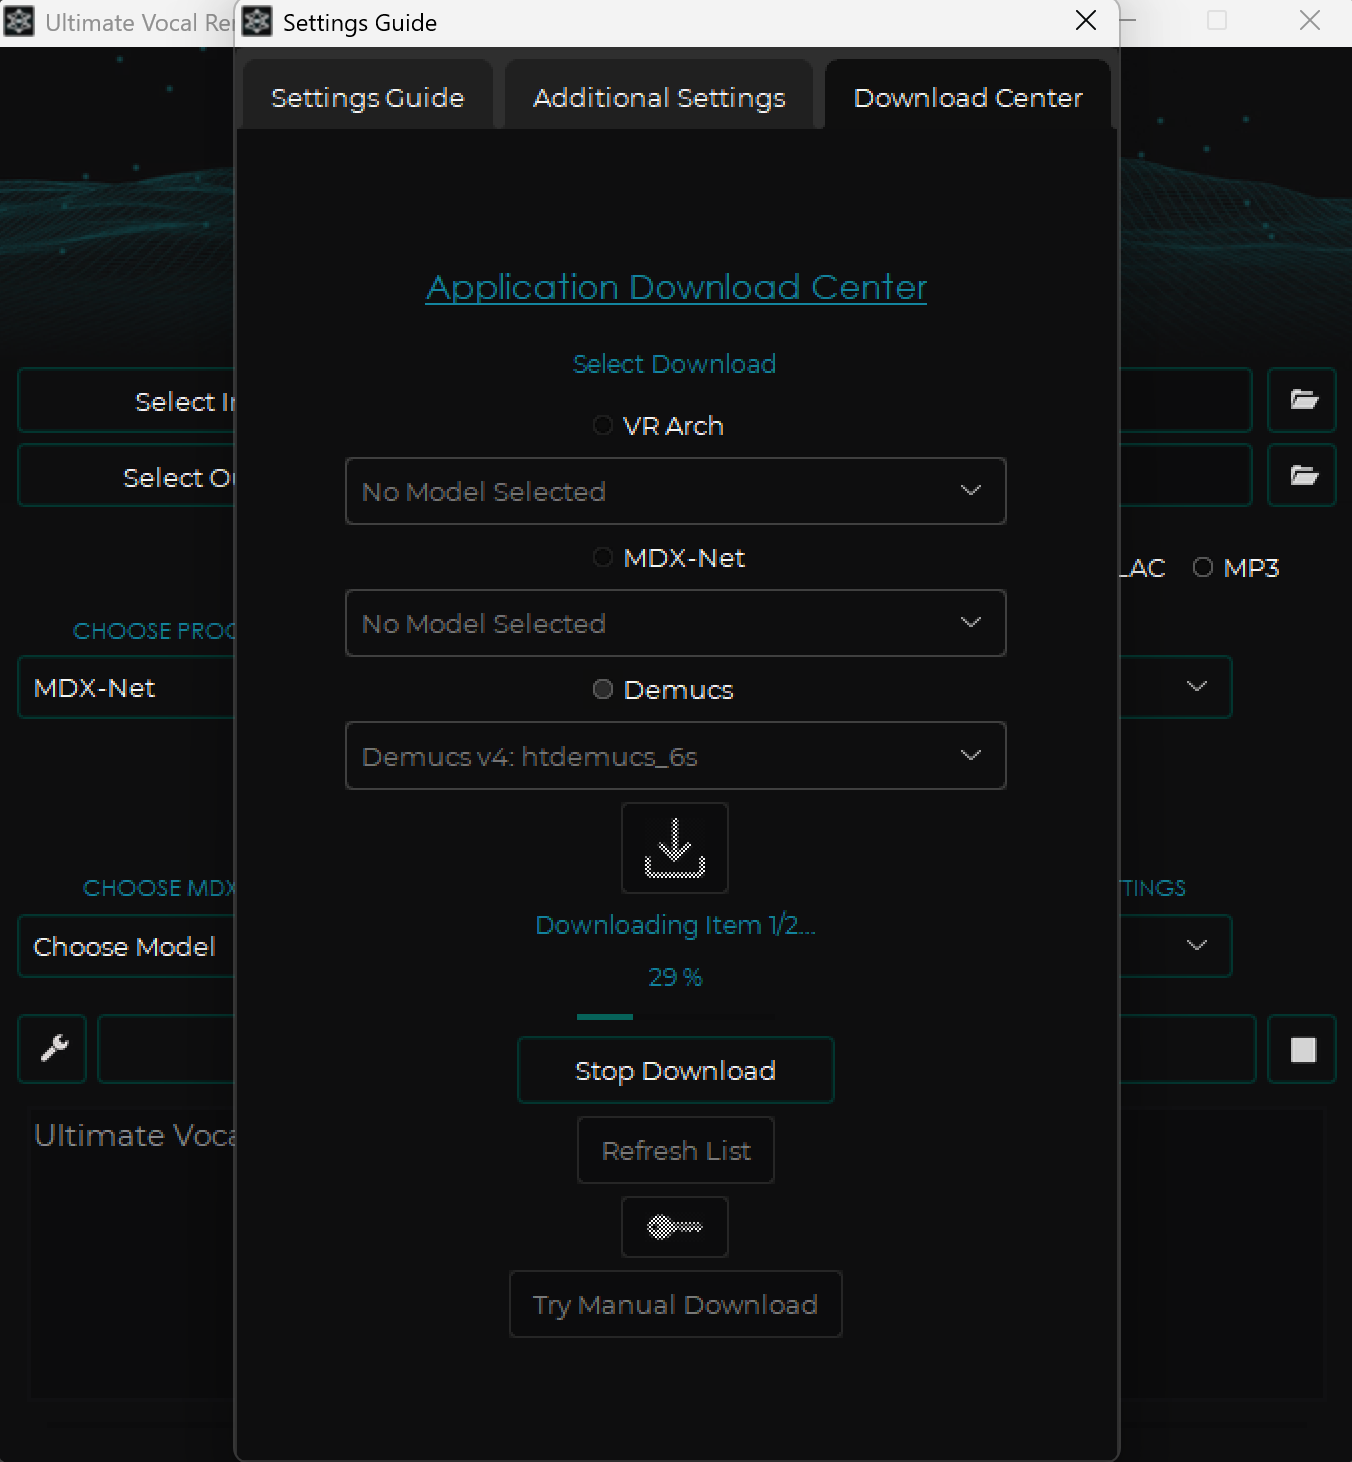 Ultimate Vocal Re
Settings Guide
Settings Guide
Additional Settings
Download Center
Application Download Center
Select Download
VR Arch
Select
No Model Selected
Select
MDX-Net
LAC
MP3
No Model Selected
CHOOSE
MDX-Net
Demucs
Demucs v4: htdemucs_6s
CHOOSE MDX
TINGS
Downloading Item 1/2...
Choose Model
29 %
Stop Download
Ultimate Voca
Refresh List
Try Manual Download